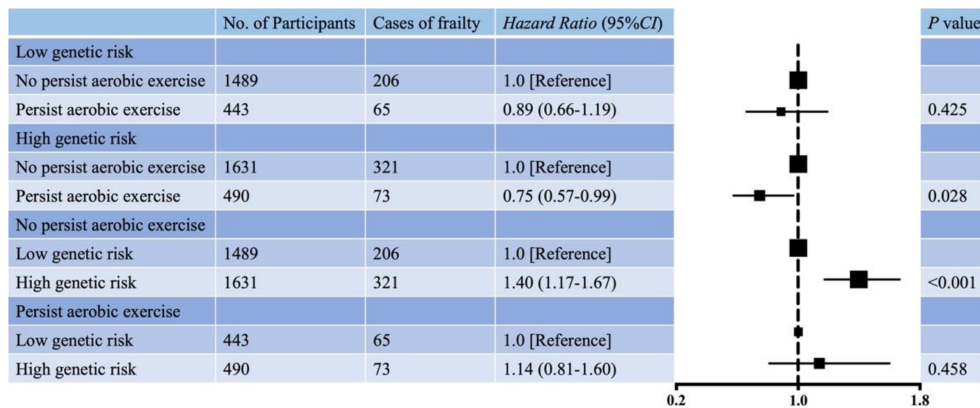 No. of Participants Cases of frailty Hazard Ratio (95%CI) P value
Low genetic risk
No persist aerobic exercise 1489 206 1.0 [Reference]
Persist aerobic exercise 443 65 0.89 (0.66-1.19) 0.425
High genetic risk
No persist aerobic exercise 1631 321 1.0 [Reference]
Persist aerobic exercise 490 73 0.75 (0.57-0.99) 0.028
No persist aerobic exercise
Low genetic risk 1489 206 1.0 [Reference]
High genetic risk 1631 321 1.40 (1.17-1.67) <0.001
Persist aerobic exercise
Low genetic risk 443 65 1.0 [Reference]
High genetic risk 490 73 1.14 (0.81-1.60) 0.458
0.2 1.0 1.8